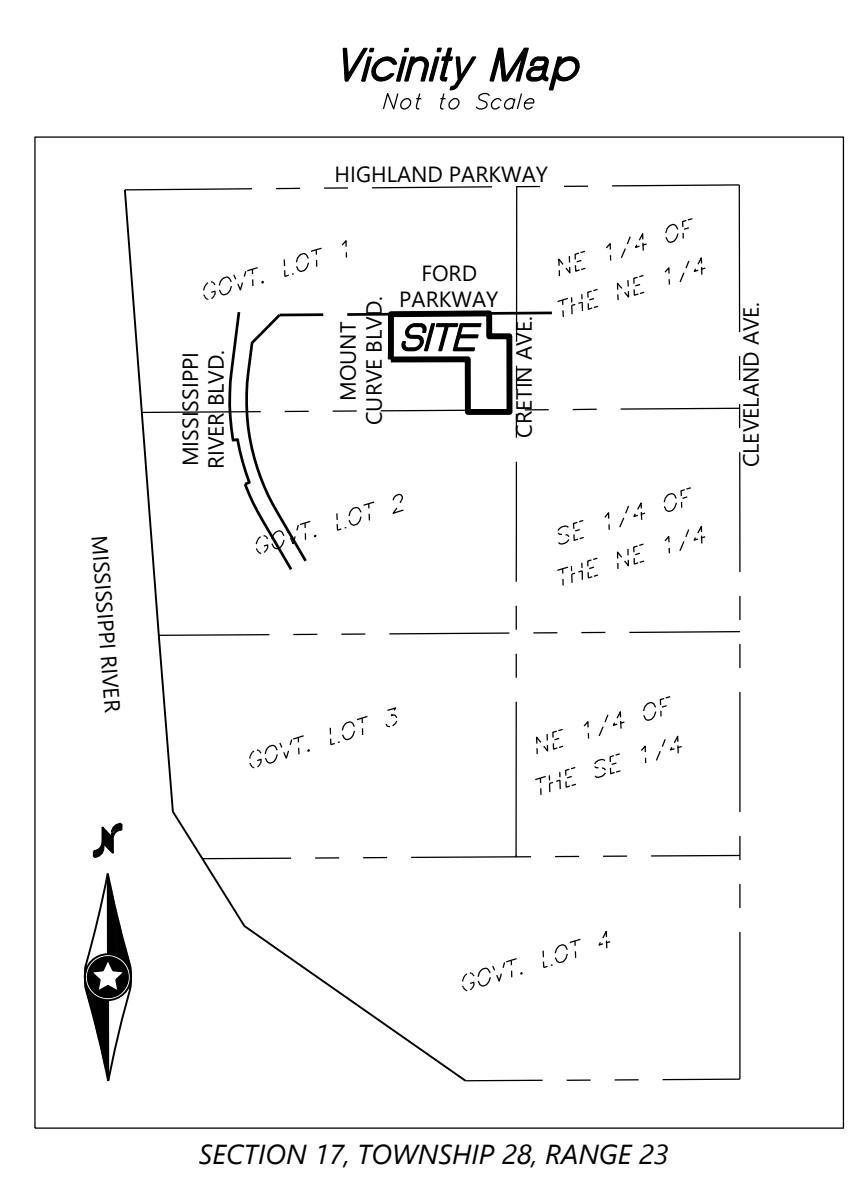 Vicinity Map
Not to Scale
HIGHLAND PARKWAY
GOVT. LOT 1
NE 1/4 OF
THE NE 1/4
FORD
PARKWAY
SITE
MOUNT
CURVE BLVD.
CRETIN AVE.
CLEVELAND AVE.
MISSISSIPPI
RIVER BLVD.
GOVT. LOT 2
SE 1/4 OF
THE NE 1/4
MISSISSIPPI RIVER
GOVT. LOT 3
NE 1/4 OF
THE SE 1/4
N
GOVT. LOT 4
SECTION 17, TOWNSHIP 28, RANGE 23